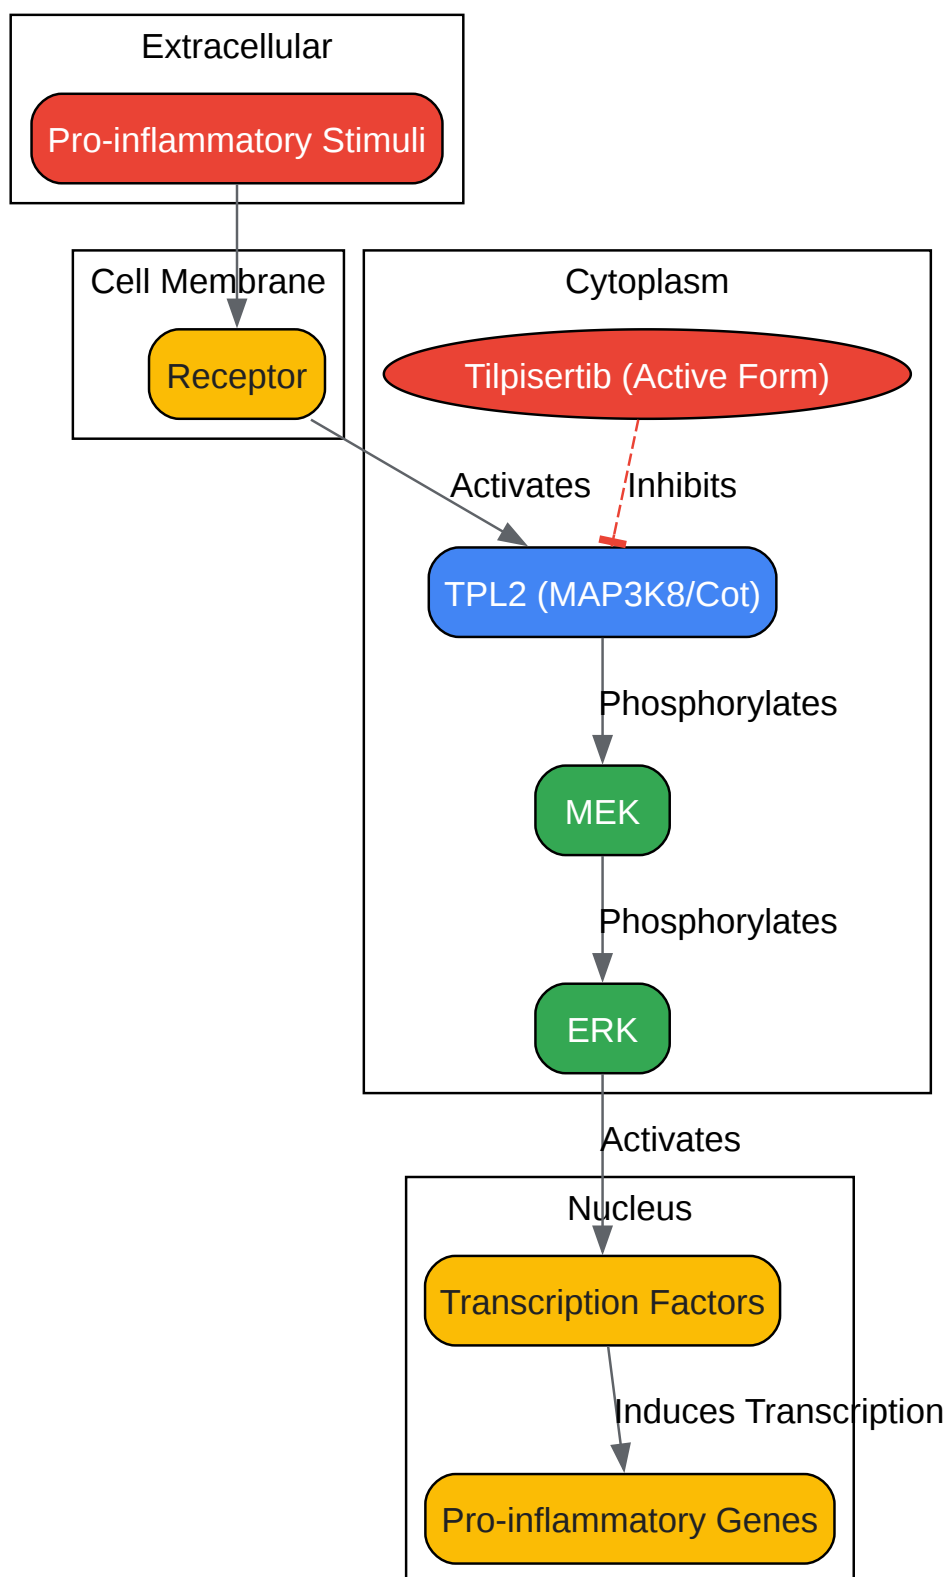 Extracellular
Pro-inflammatory Stimuli
Cell Membrane
Receptor
Cytoplasm
Tilpisertib (Active Form)
Activates
Inhibits
TPL2 (MAP3K8/Cot)
Phosphorylates
MEK
Phosphorylates
ERK
Activates
Nucleus
Transcription Factors
Induces Transcription
Pro-inflammatory Genes